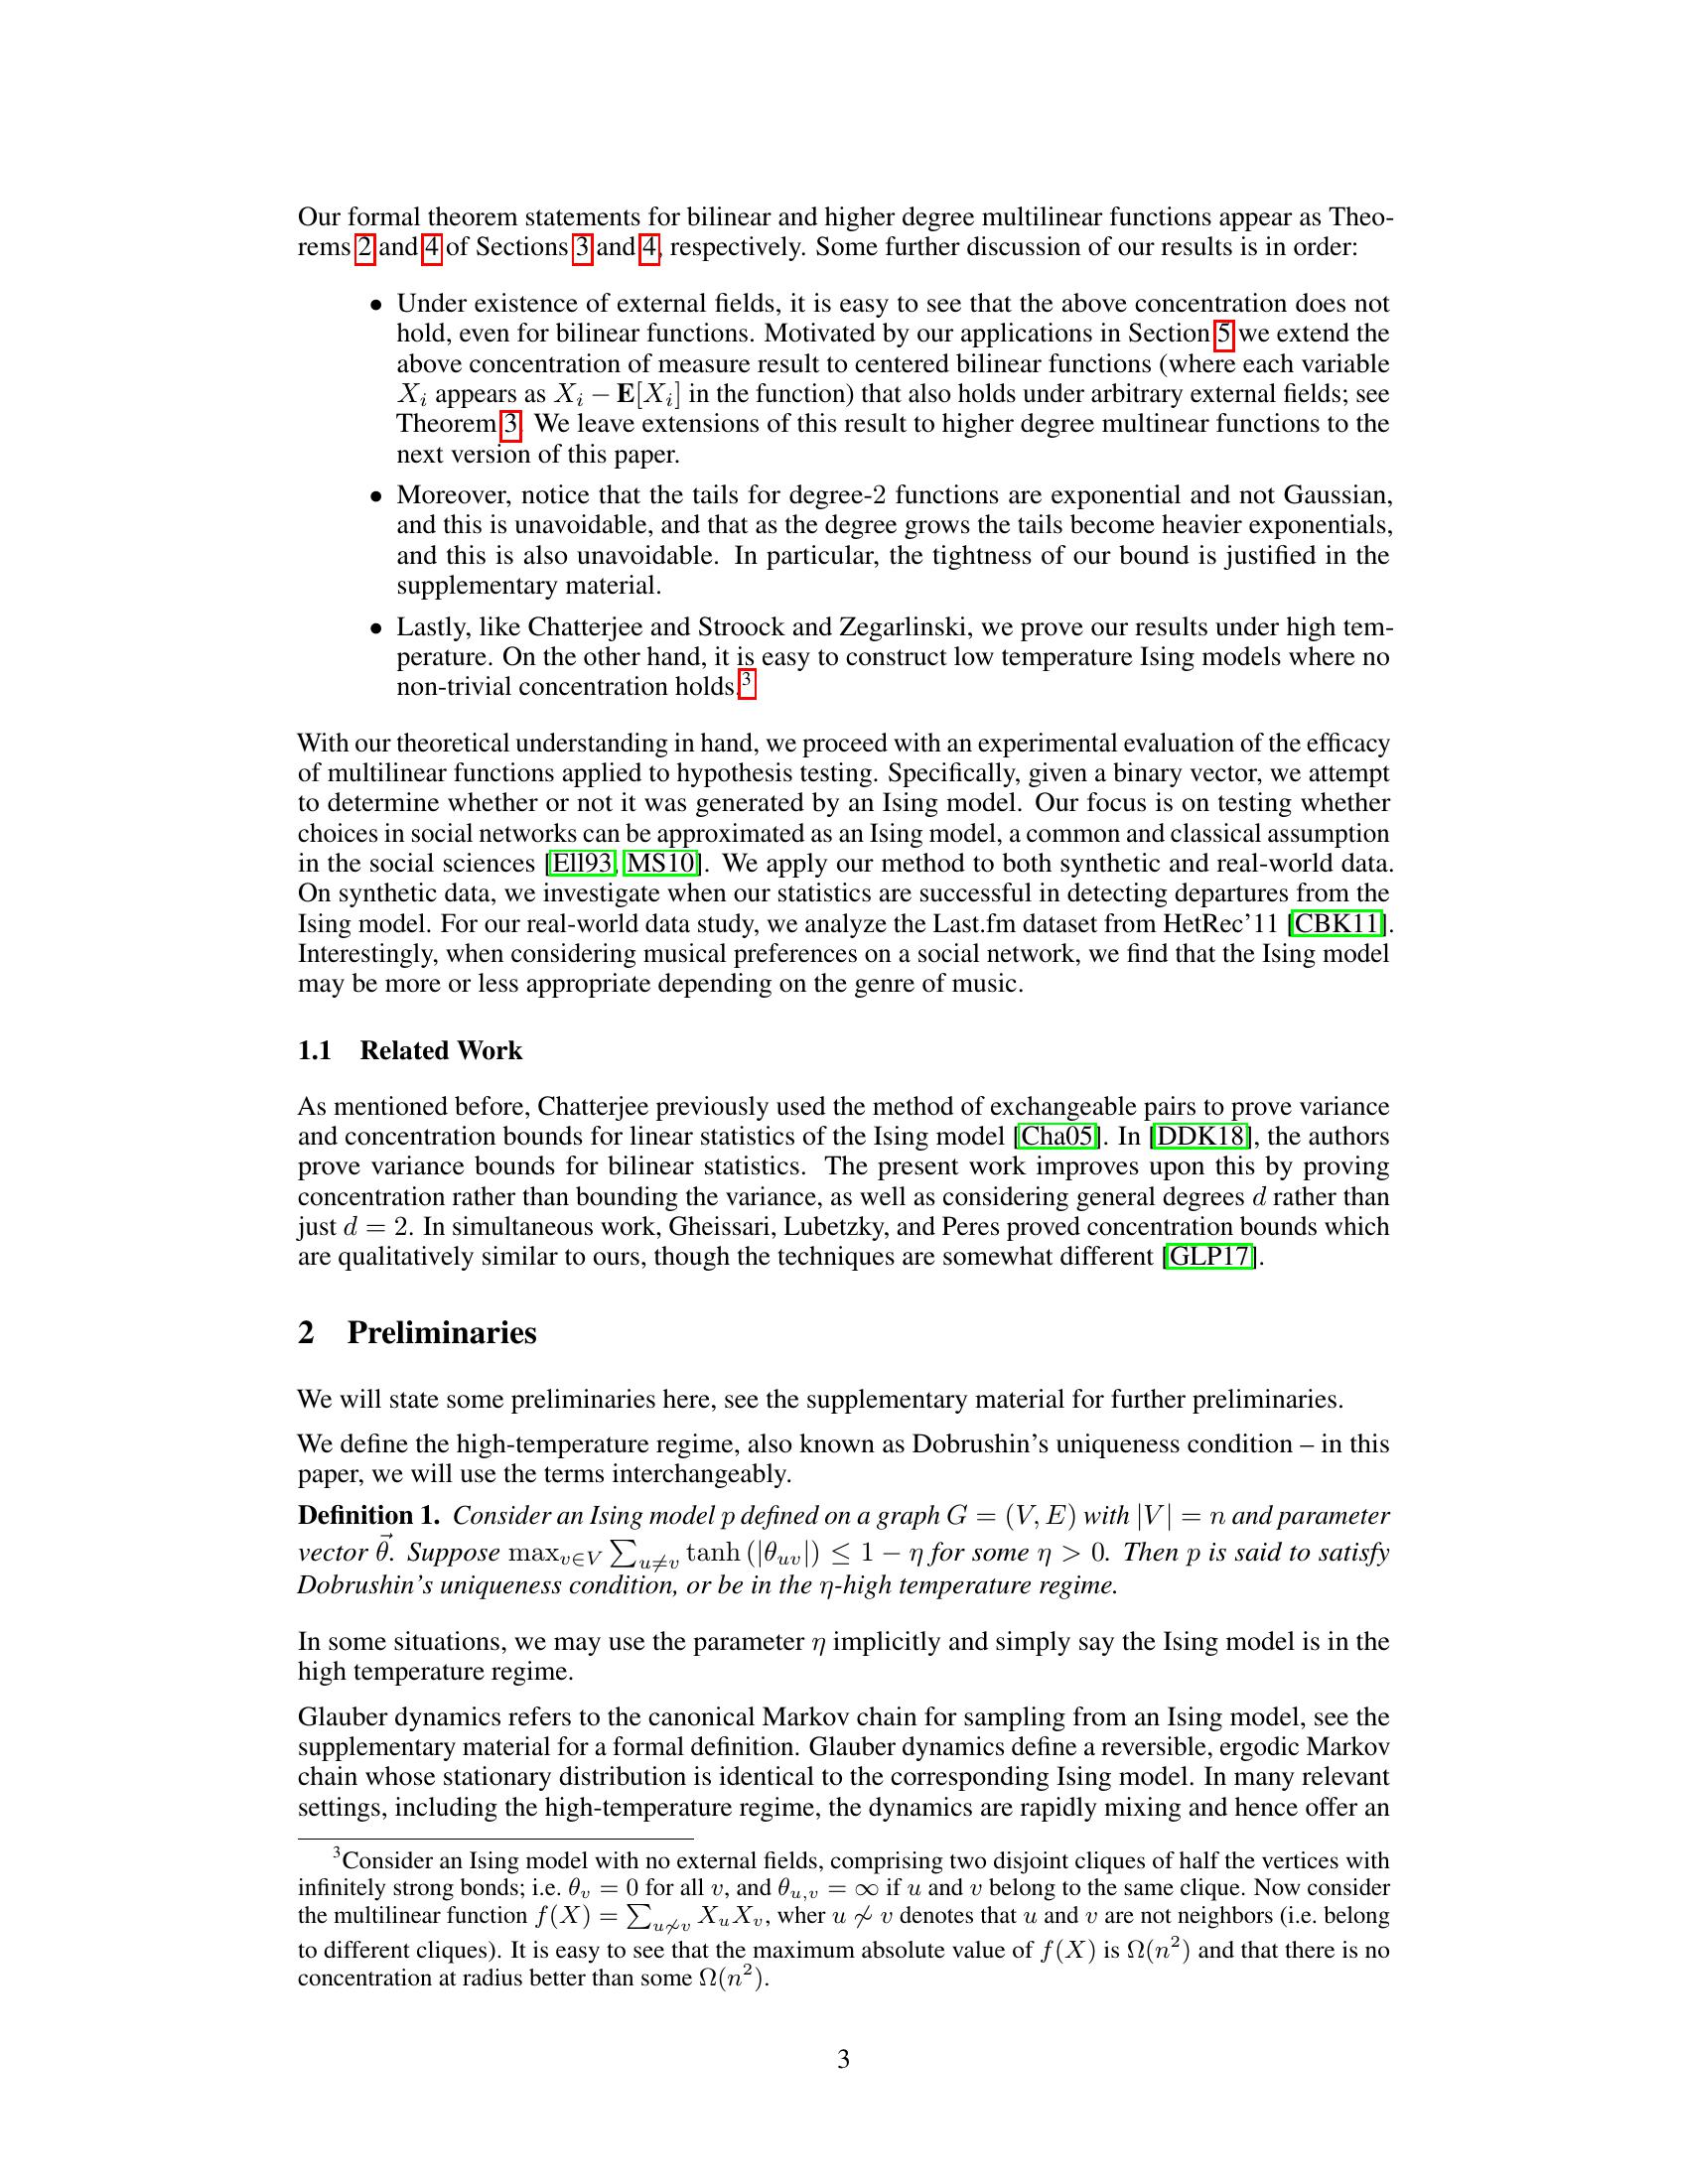 Our formal theorem statements for bilinear and higher degree multilinear functions appear as Theo-
rems 2 and 4 of Sections 3 and 4, respectively. Some further discussion of our results is in order:
• Under existence of external fields, it is easy to see that the above concentration does not
hold, even for bilinear functions. Motivated by our applications in Section 5 we extend the
above concentration of measure result to centered bilinear functions (where each variable
X_i appears as X_i − E[X_i] in the function) that also holds under arbitrary external fields; see
Theorem 3. We leave extensions of this result to higher degree multinear functions to the
next version of this paper.
• Moreover, notice that the tails for degree-2 functions are exponential and not Gaussian,
and this is unavoidable, and that as the degree grows the tails become heavier exponentials,
and this is also unavoidable. In particular, the tightness of our bound is justified in the
supplementary material.
• Lastly, like Chatterjee and Stroock and Zegarlinski, we prove our results under high tem-
perature. On the other hand, it is easy to construct low temperature Ising models where no
non-trivial concentration holds.³
With our theoretical understanding in hand, we proceed with an experimental evaluation of the efficacy
of multilinear functions applied to hypothesis testing. Specifically, given a binary vector, we attempt
to determine whether or not it was generated by an Ising model. Our focus is on testing whether
choices in social networks can be approximated as an Ising model, a common and classical assumption
in the social sciences [Ell93, MS10]. We apply our method to both synthetic and real-world data.
On synthetic data, we investigate when our statistics are successful in detecting departures from the
Ising model. For our real-world data study, we analyze the Last.fm dataset from HetRec’11 [CBK11].
Interestingly, when considering musical preferences on a social network, we find that the Ising model
may be more or less appropriate depending on the genre of music.
1.1 Related Work
As mentioned before, Chatterjee previously used the method of exchangeable pairs to prove variance
and concentration bounds for linear statistics of the Ising model [Cha05]. In [DDK18], the authors
prove variance bounds for bilinear statistics. The present work improves upon this by proving
concentration rather than bounding the variance, as well as considering general degrees d rather than
just d = 2. In simultaneous work, Gheissari, Lubetzky, and Peres proved concentration bounds which
are qualitatively similar to ours, though the techniques are somewhat different [GLP17].
2 Preliminaries
We will state some preliminaries here, see the supplementary material for further preliminaries.
We define the high-temperature regime, also known as Dobrushin’s uniqueness condition – in this
paper, we will use the terms interchangeably.
Definition 1. Consider an Ising model p defined on a graph G = (V, E) with |V| = n and parameter
vector θ⃗. Suppose max_{v∈V} ∑_{u≠v} tanh (|θ_{uv}|) ≤ 1 − η for some η > 0. Then p is said to satisfy
Dobrushin’s uniqueness condition, or be in the η-high temperature regime.
In some situations, we may use the parameter η implicitly and simply say the Ising model is in the
high temperature regime.
Glauber dynamics refers to the canonical Markov chain for sampling from an Ising model, see the
supplementary material for a formal definition. Glauber dynamics define a reversible, ergodic Markov
chain whose stationary distribution is identical to the corresponding Ising model. In many relevant
settings, including the high-temperature regime, the dynamics are rapidly mixing and hence offer an
³Consider an Ising model with no external fields, comprising two disjoint cliques of half the vertices with
infinitely strong bonds; i.e. θ_v = 0 for all v, and θ_{u,v} = ∞ if u and v belong to the same clique. Now consider
the multilinear function f(X) = ∑_{u≁v} X_uX_v, wher u ≁ v denotes that u and v are not neighbors (i.e. belong
to different cliques). It is easy to see that the maximum absolute value of f(X) is Ω(n²) and that there is no
concentration at radius better than some Ω(n²).
3